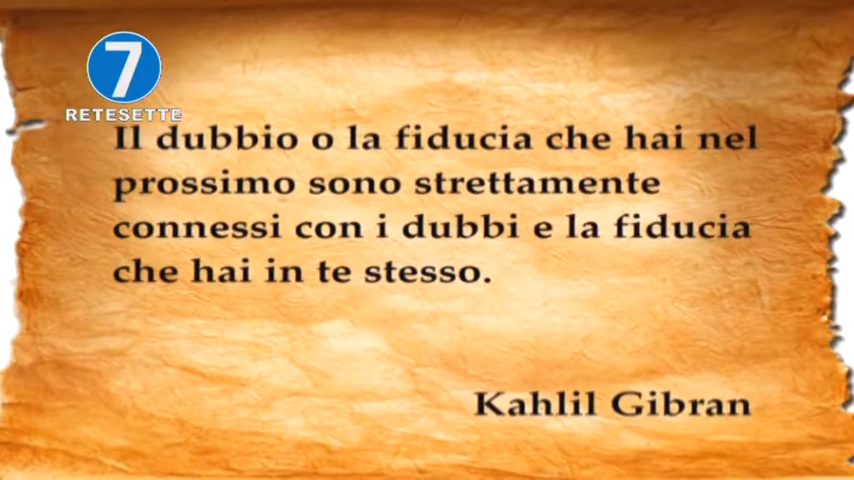 7
RETESETTE
Il dubbio o la fiducia che hai nel
prossimo sono strettamente
connessi con i dubbi e la fiducia
che hai in te stesso.
Kahlil Gibran